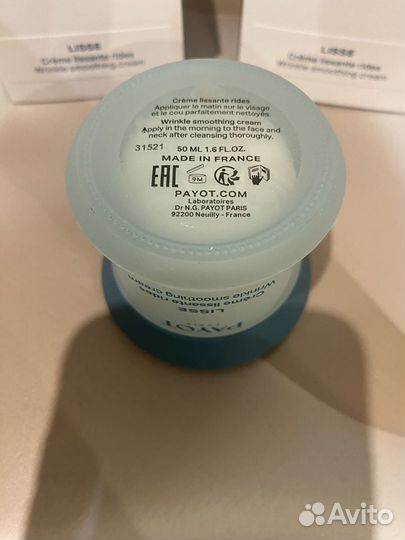 LISSE
Crème lissante rides
Wrinkle smoothing cream
LISSE
Crème lissante rides
Wrinkle smoothing cream
Crème lissante rides
Appliquer le matin sur le visage
et le cou parfaitement nettoyés.
Wrinkle smoothing cream
Apply in the morning to the face and
neck after cleansing thoroughly.
31521
50 ML 1.6 FL.OZ.
MADE IN FRANCE
EAC
9M
PAYOT.COM
Laboratoires
Dr N.G. PAYOT PARIS
92200 Neuilly - France
PAYOT
PARIS
LISSE
Crème lissante rides
Wrinkle smoothing cream
Avito